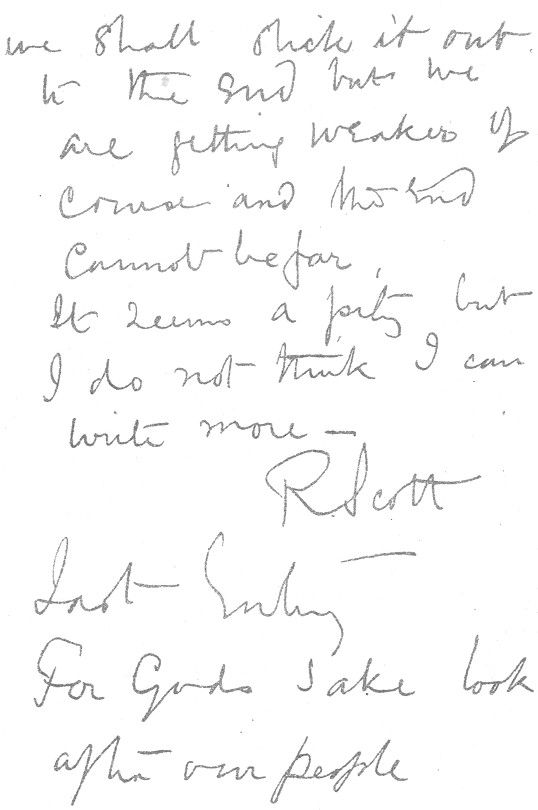 we shall stick it out
to the End but we
are getting weaker of
course and the End
cannot be far.
It seems a pity but
I do not think I can
write more —
R. Scott
Last Entry
For Gods sake look
after our people